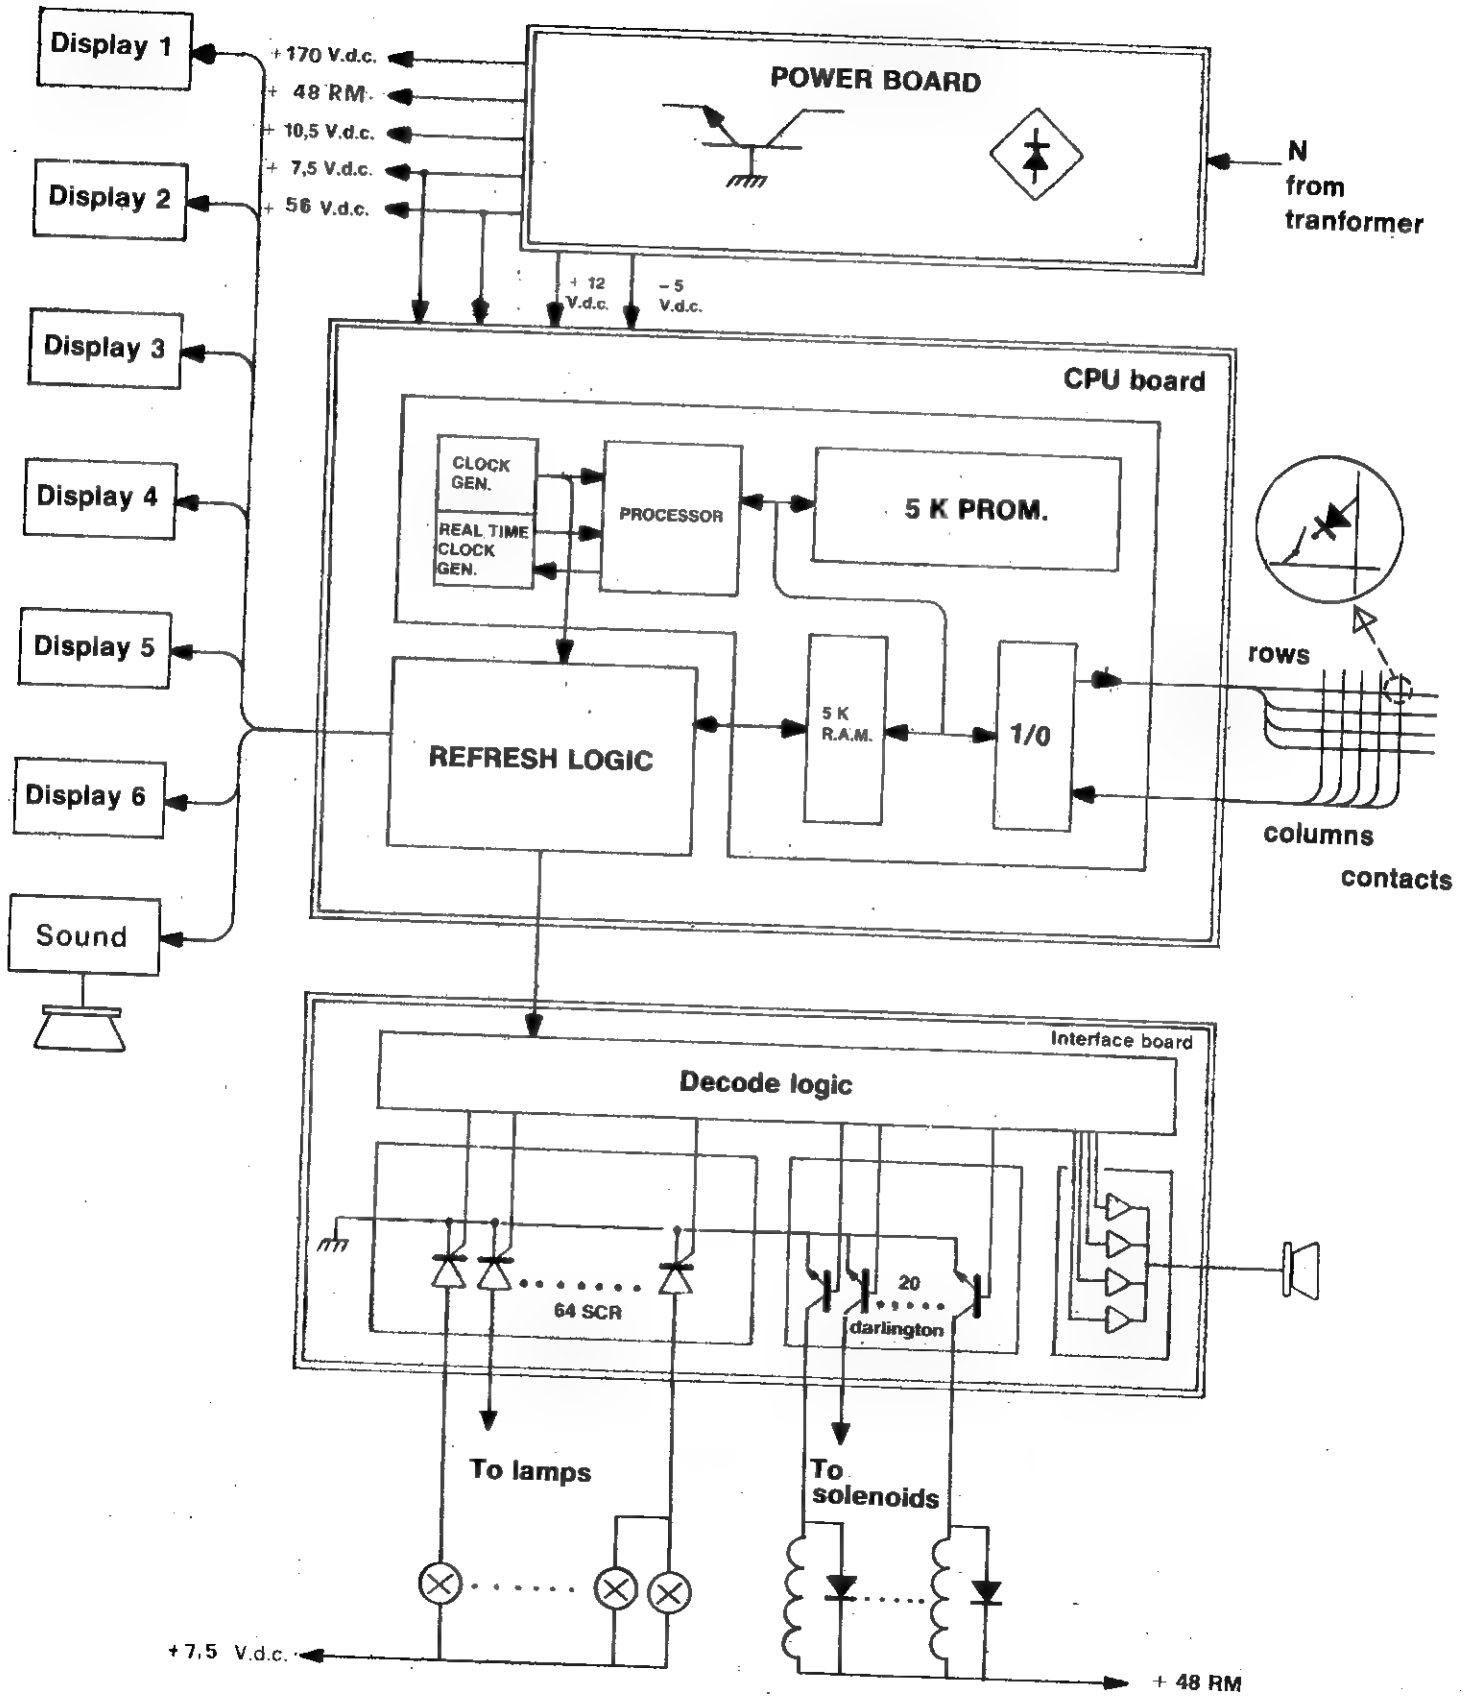 Display 1
+170 V.d.c.
+ 48 RM.
+ 10,5 V.d.c.
+ 7,5 V.d.c.
+ 56 V.d.c.
POWER BOARD
N
from
tranformer
Display 2
+ 12
V.d.c.
- 5
V.d.c.
Display 3
CPU board
CLOCK
GEN.
REAL TIME
CLOCK
GEN.
PROCESSOR
5 K PROM.
Display 4
Display 5
rows
REFRESH LOGIC
5 K
R.A.M.
1/0
Display 6
columns
contacts
Sound
Interface board
Decode logic
64 SCR
20
darlington
To lamps
To
solenoids
+7,5 V.d.c.
+ 48 RM